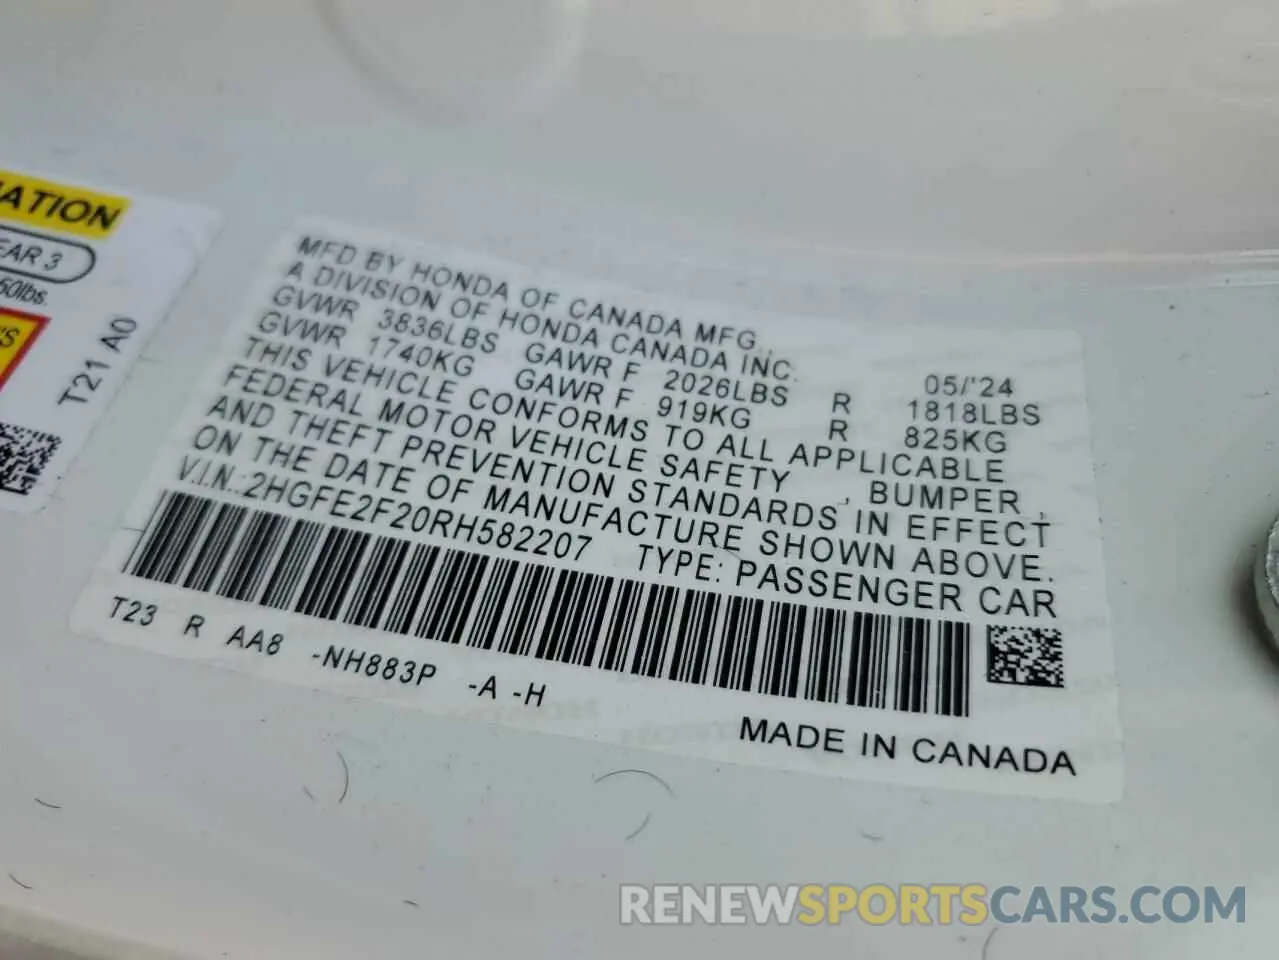 ATION
EAR 3
50lbs.
'S
T21 A0
MFD BY HONDA OF CANADA MFG.,
A DIVISION OF HONDA CANADA INC. 05/'24
GVWR 3836LBS GAWR F 2026LBS R 1818LBS
GVWR 1740KG GAWR F 919KG R 825KG
THIS VEHICLE CONFORMS TO ALL APPLICABLE
FEDERAL MOTOR VEHICLE SAFETY , BUMPER ,
AND THEFT PREVENTION STANDARDS IN EFFECT
ON THE DATE OF MANUFACTURE SHOWN ABOVE.
V.I.N.:2HGFE2F20RH582207 TYPE: PASSENGER CAR
T23 R AA8 -NH883P -A -H
MADE IN CANADA
RENEWSPORTSCARS.COM